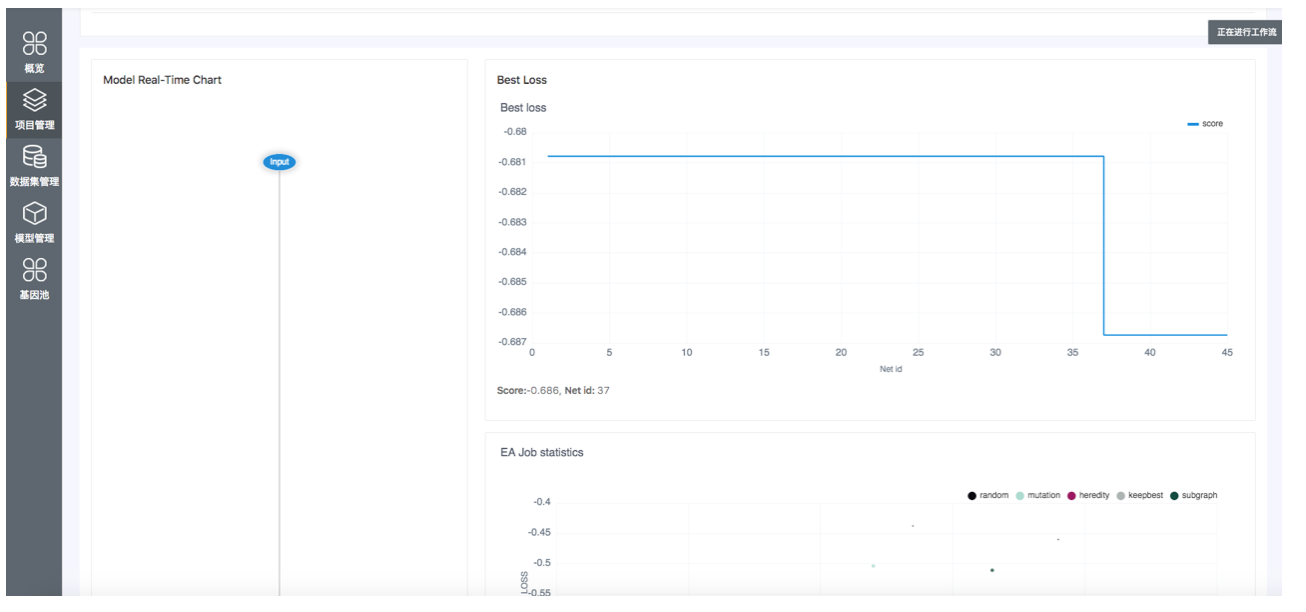 正在进行工作流
概览
项目管理
数据集管理
模型管理
基因池
Model Real-Time Chart
Input
Best Loss
Best loss
score
-0.68
-0.681
-0.682
-0.683
-0.684
-0.685
-0.686
-0.687
0 5 10 15 20 25 30 35 40 45
Net id
Score:-0.686, Net id: 37
EA Job statistics
random mutation heredity keepbest subgraph
-0.4
-0.45
-0.5
-0.55
LOSS